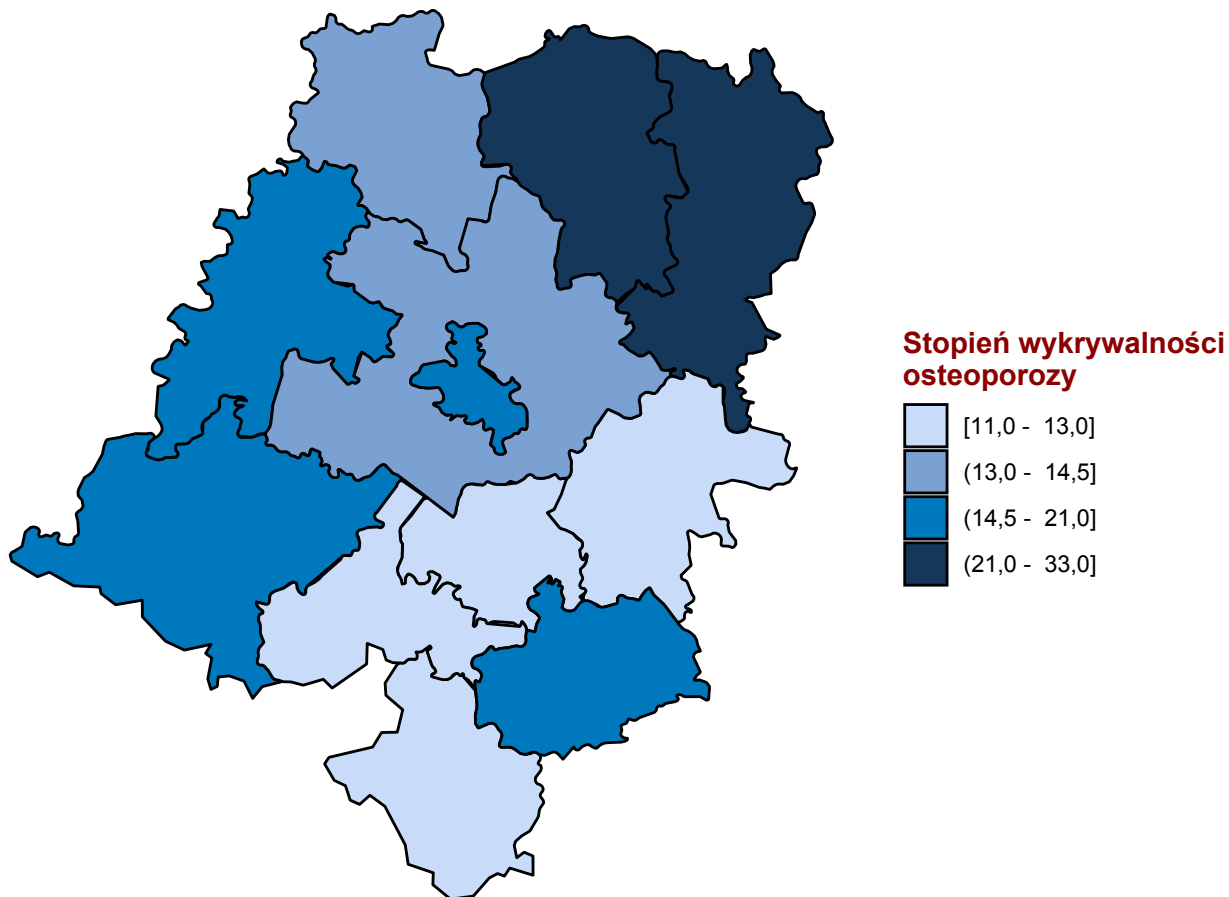 Stopień wykrywalności
osteoporozy
[11,0 - 13,0]
(13,0 - 14,5]
(14,5 - 21,0]
(21,0 - 33,0]